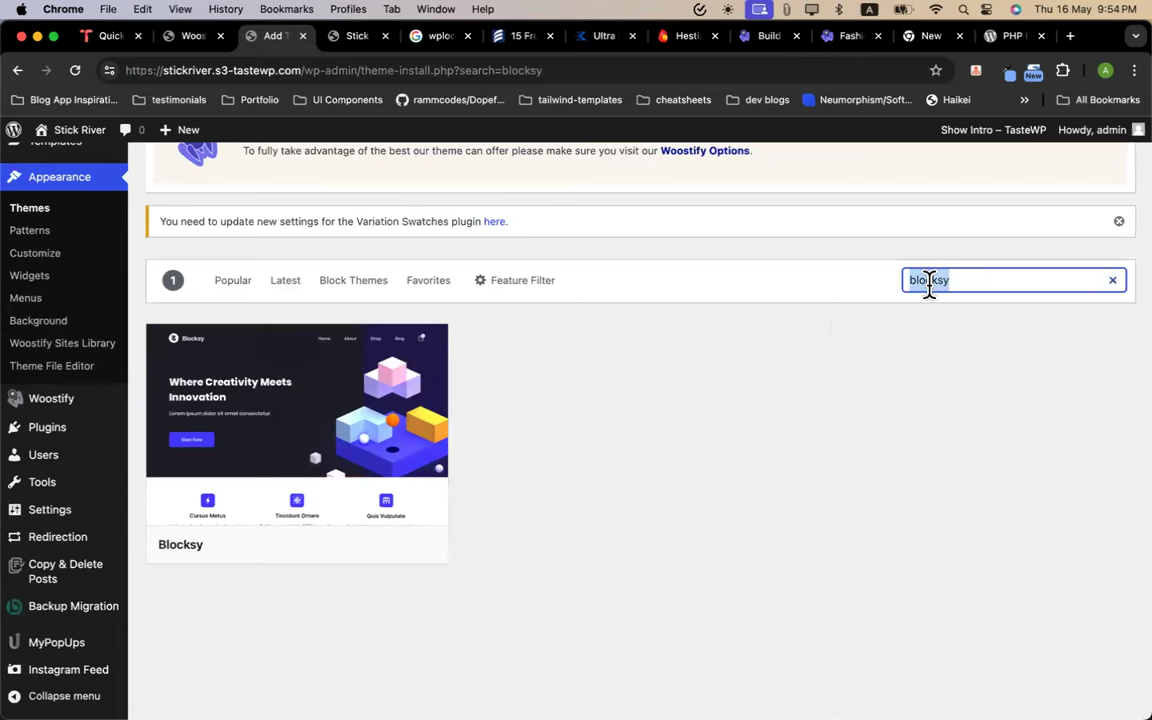 Chrome File Edit View History Bookmarks Profiles Tab Window Help A Thu 16 May 9:54 PM
Quick Woos Add T Stick wploc 15 Fre Ultra Hesti Build Fashi New PHP I
https://stickriver.s3-tastewp.com/wp-admin/theme-install.php?search=blocksy New A
Blog App Inspirati... testimonials Portfolio UI Components rammcodes/Dopef... tailwind-templates cheatsheets dev blogs Neumorphism/Soft... Haikei » All Bookmarks
Stick River 0 New Show Intro – TasteWP Howdy, admin
Templates
To fully take advantage of the best our theme can offer please make sure you visit our Woostify Options.
Appearance
Themes
Patterns
Customize
Widgets
Menus
Background
Woostify Sites Library
Theme File Editor
Woostify
Plugins
Users
Tools
Settings
Redirection
Copy & Delete
Posts
Backup Migration
MyPopUps
Instagram Feed
Collapse menu
You need to update new settings for the Variation Swatches plugin here.
1 Popular Latest Block Themes Favorites Feature Filter blocksy
Blocksy Home About Shop Blog
Where Creativity Meets
Innovation
Lorem ipsum dolor sit omet consectetur.
Start now
Cursus Metus Tincidunt Ornare Quis Vulputate
Blocksy